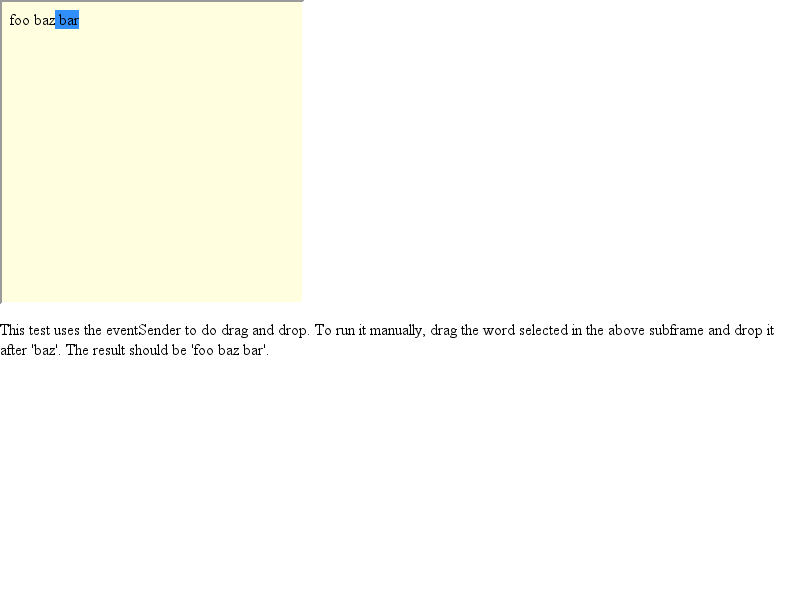 foo baz bar
This test uses the eventSender to do drag and drop. To run it manually, drag the word selected in the above subframe and drop it
after 'baz'. The result should be 'foo baz bar'.